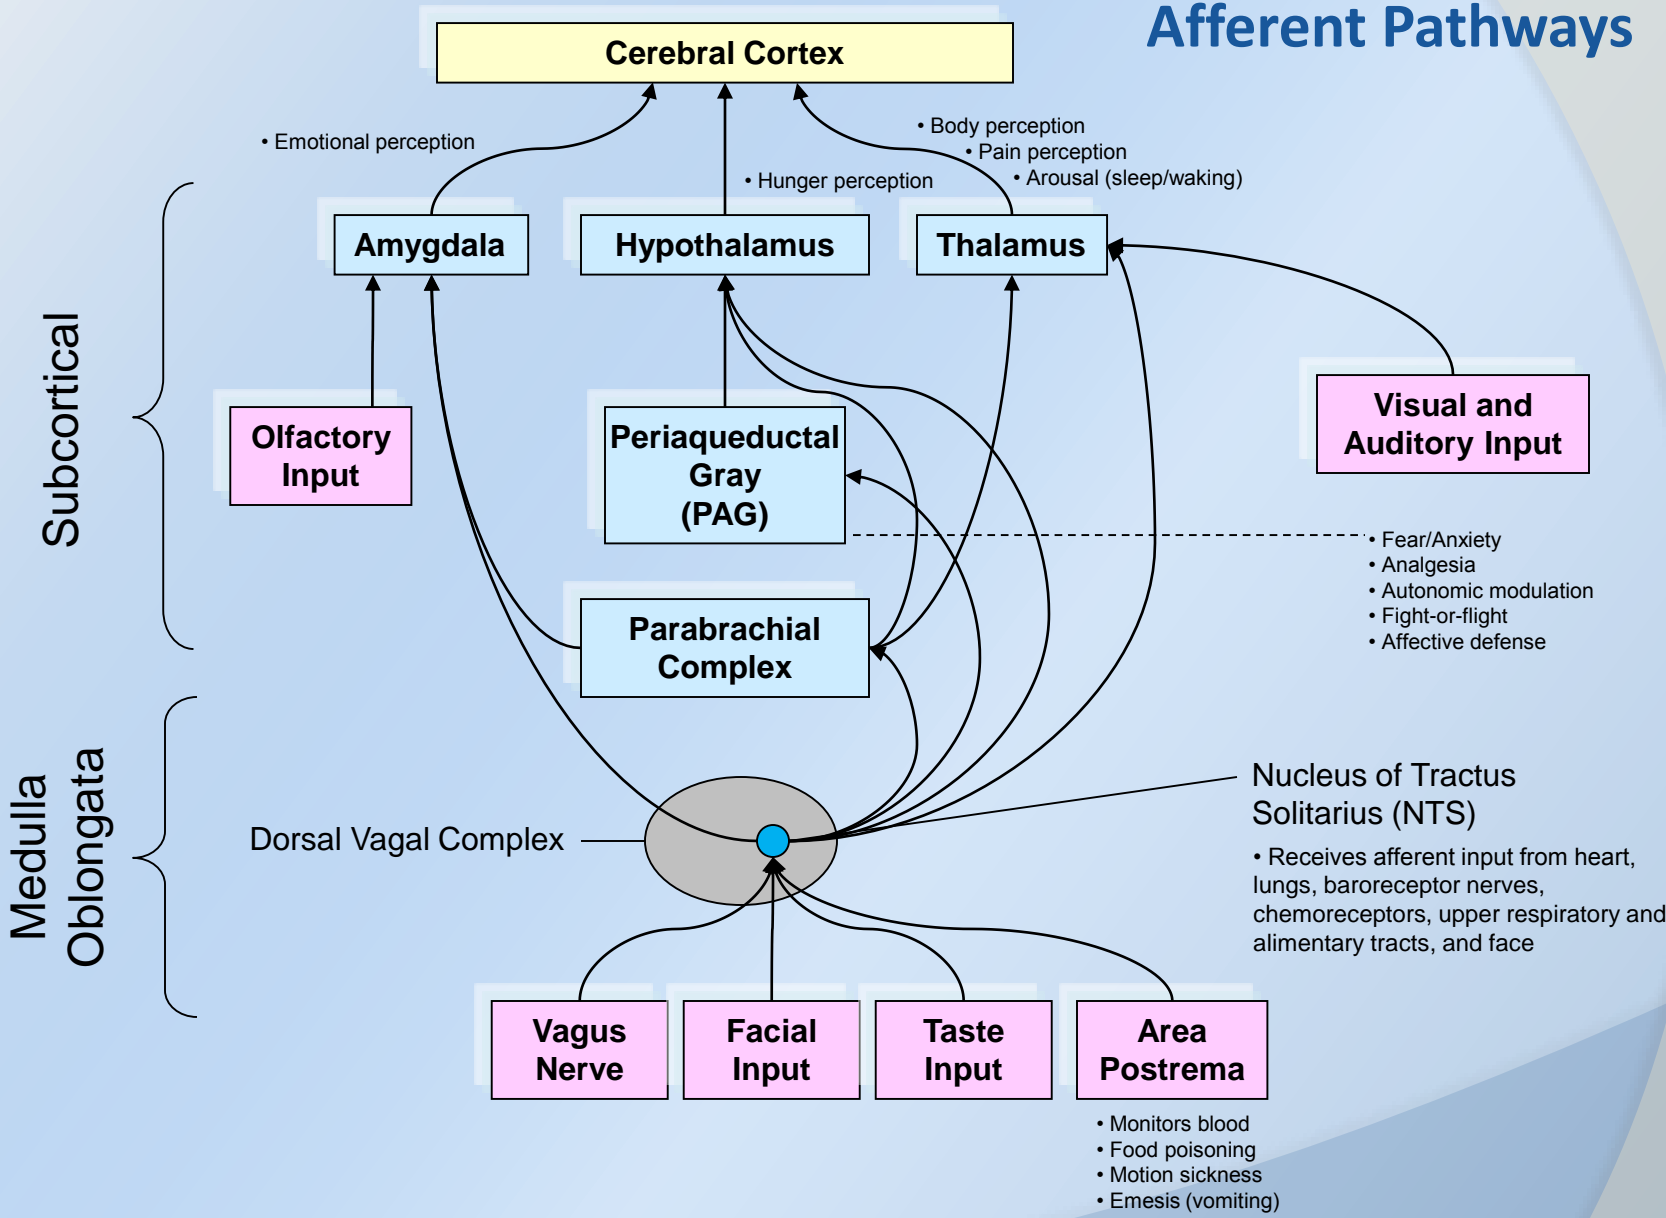 Afferent Pathways
Cerebral Cortex
• Emotional perception
• Hunger perception
• Body perception
• Pain perception
• Arousal (sleep/waking)
Subcortical
Amygdala
Hypothalamus
Thalamus
Olfactory
Input
Periaqueductal
Gray
(PAG)
Visual and
Auditory Input
• Fear/Anxiety
• Analgesia
• Autonomic modulation
• Fight-or-flight
• Affective defense
Parabrachial
Complex
Medulla
Oblongata
Dorsal Vagal Complex
Nucleus of Tractus
Solitarius (NTS)
• Receives afferent input from heart,
lungs, baroreceptor nerves,
chemoreceptors, upper respiratory and
alimentary tracts, and face
Vagus
Nerve
Facial
Input
Taste
Input
Area
Postrema
• Monitors blood
• Food poisoning
• Motion sickness
• Emesis (vomiting)